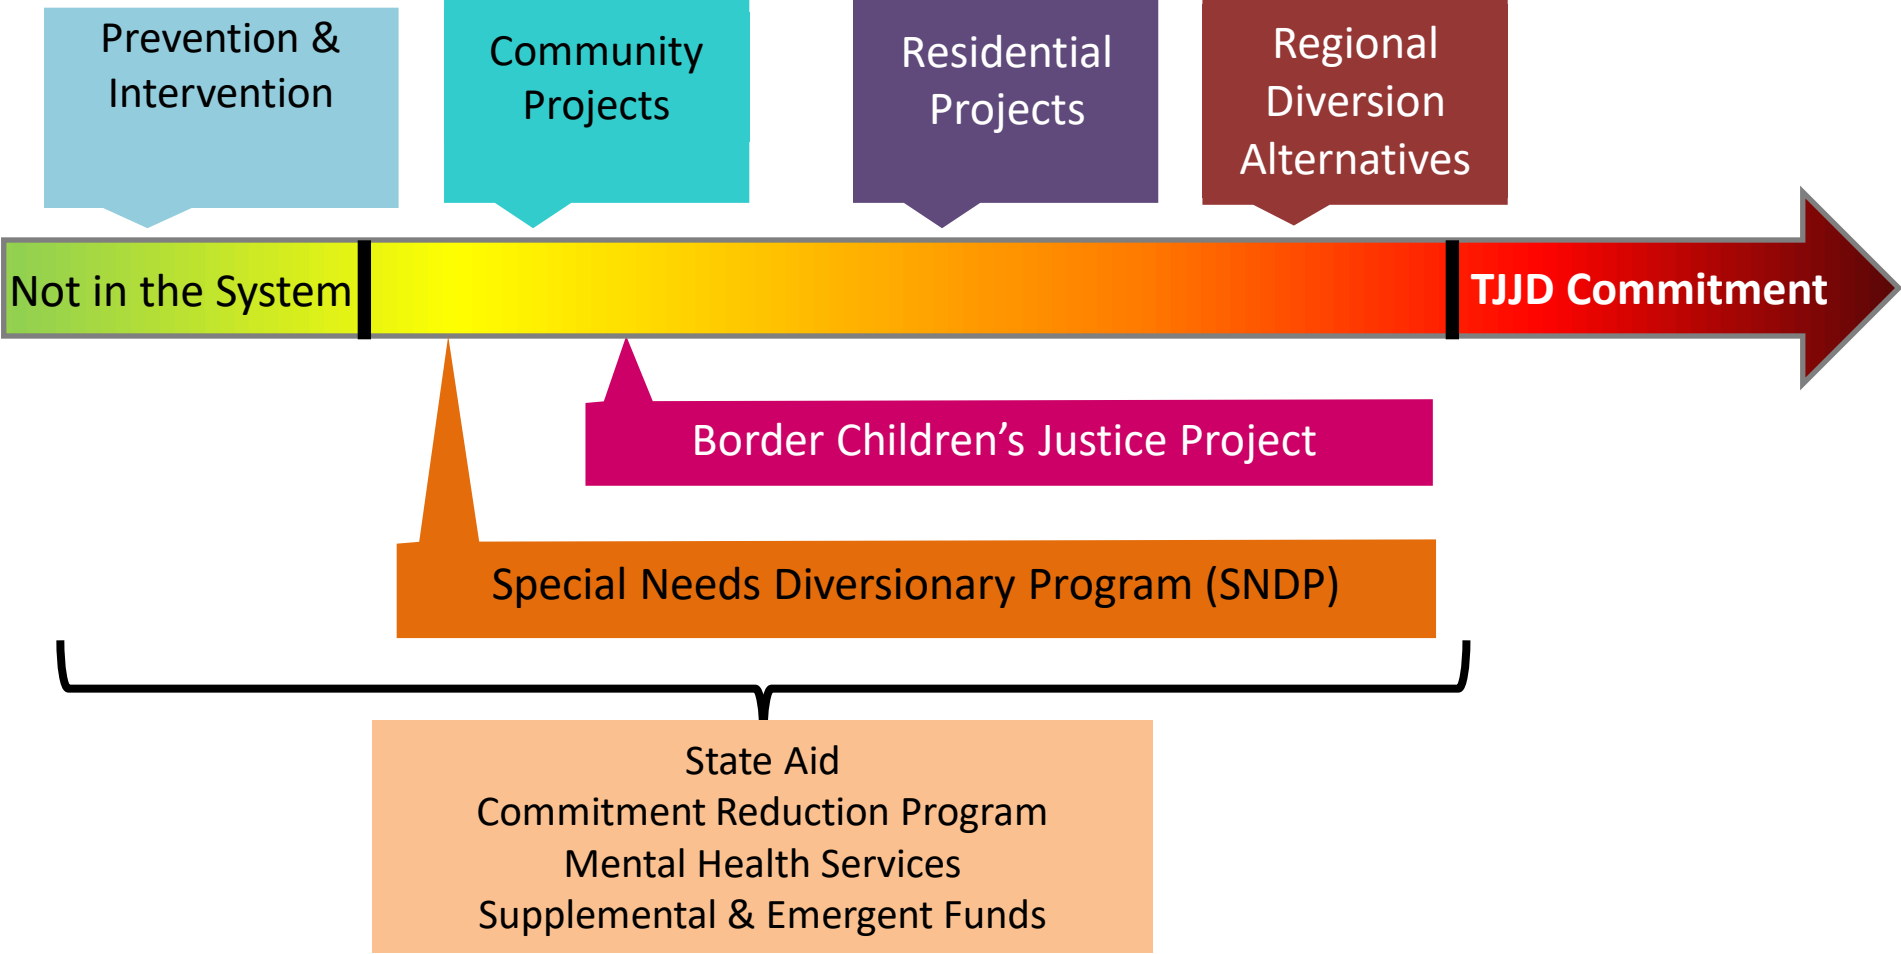 Prevention &
Intervention
Community
Projects
Residential
Projects
Regional
Diversion
Alternatives
Not in the System
TJJD Commitment
Border Children’s Justice Project
Special Needs Diversionary Program (SNDP)
State Aid
Commitment Reduction Program
Mental Health Services
Supplemental & Emergent Funds